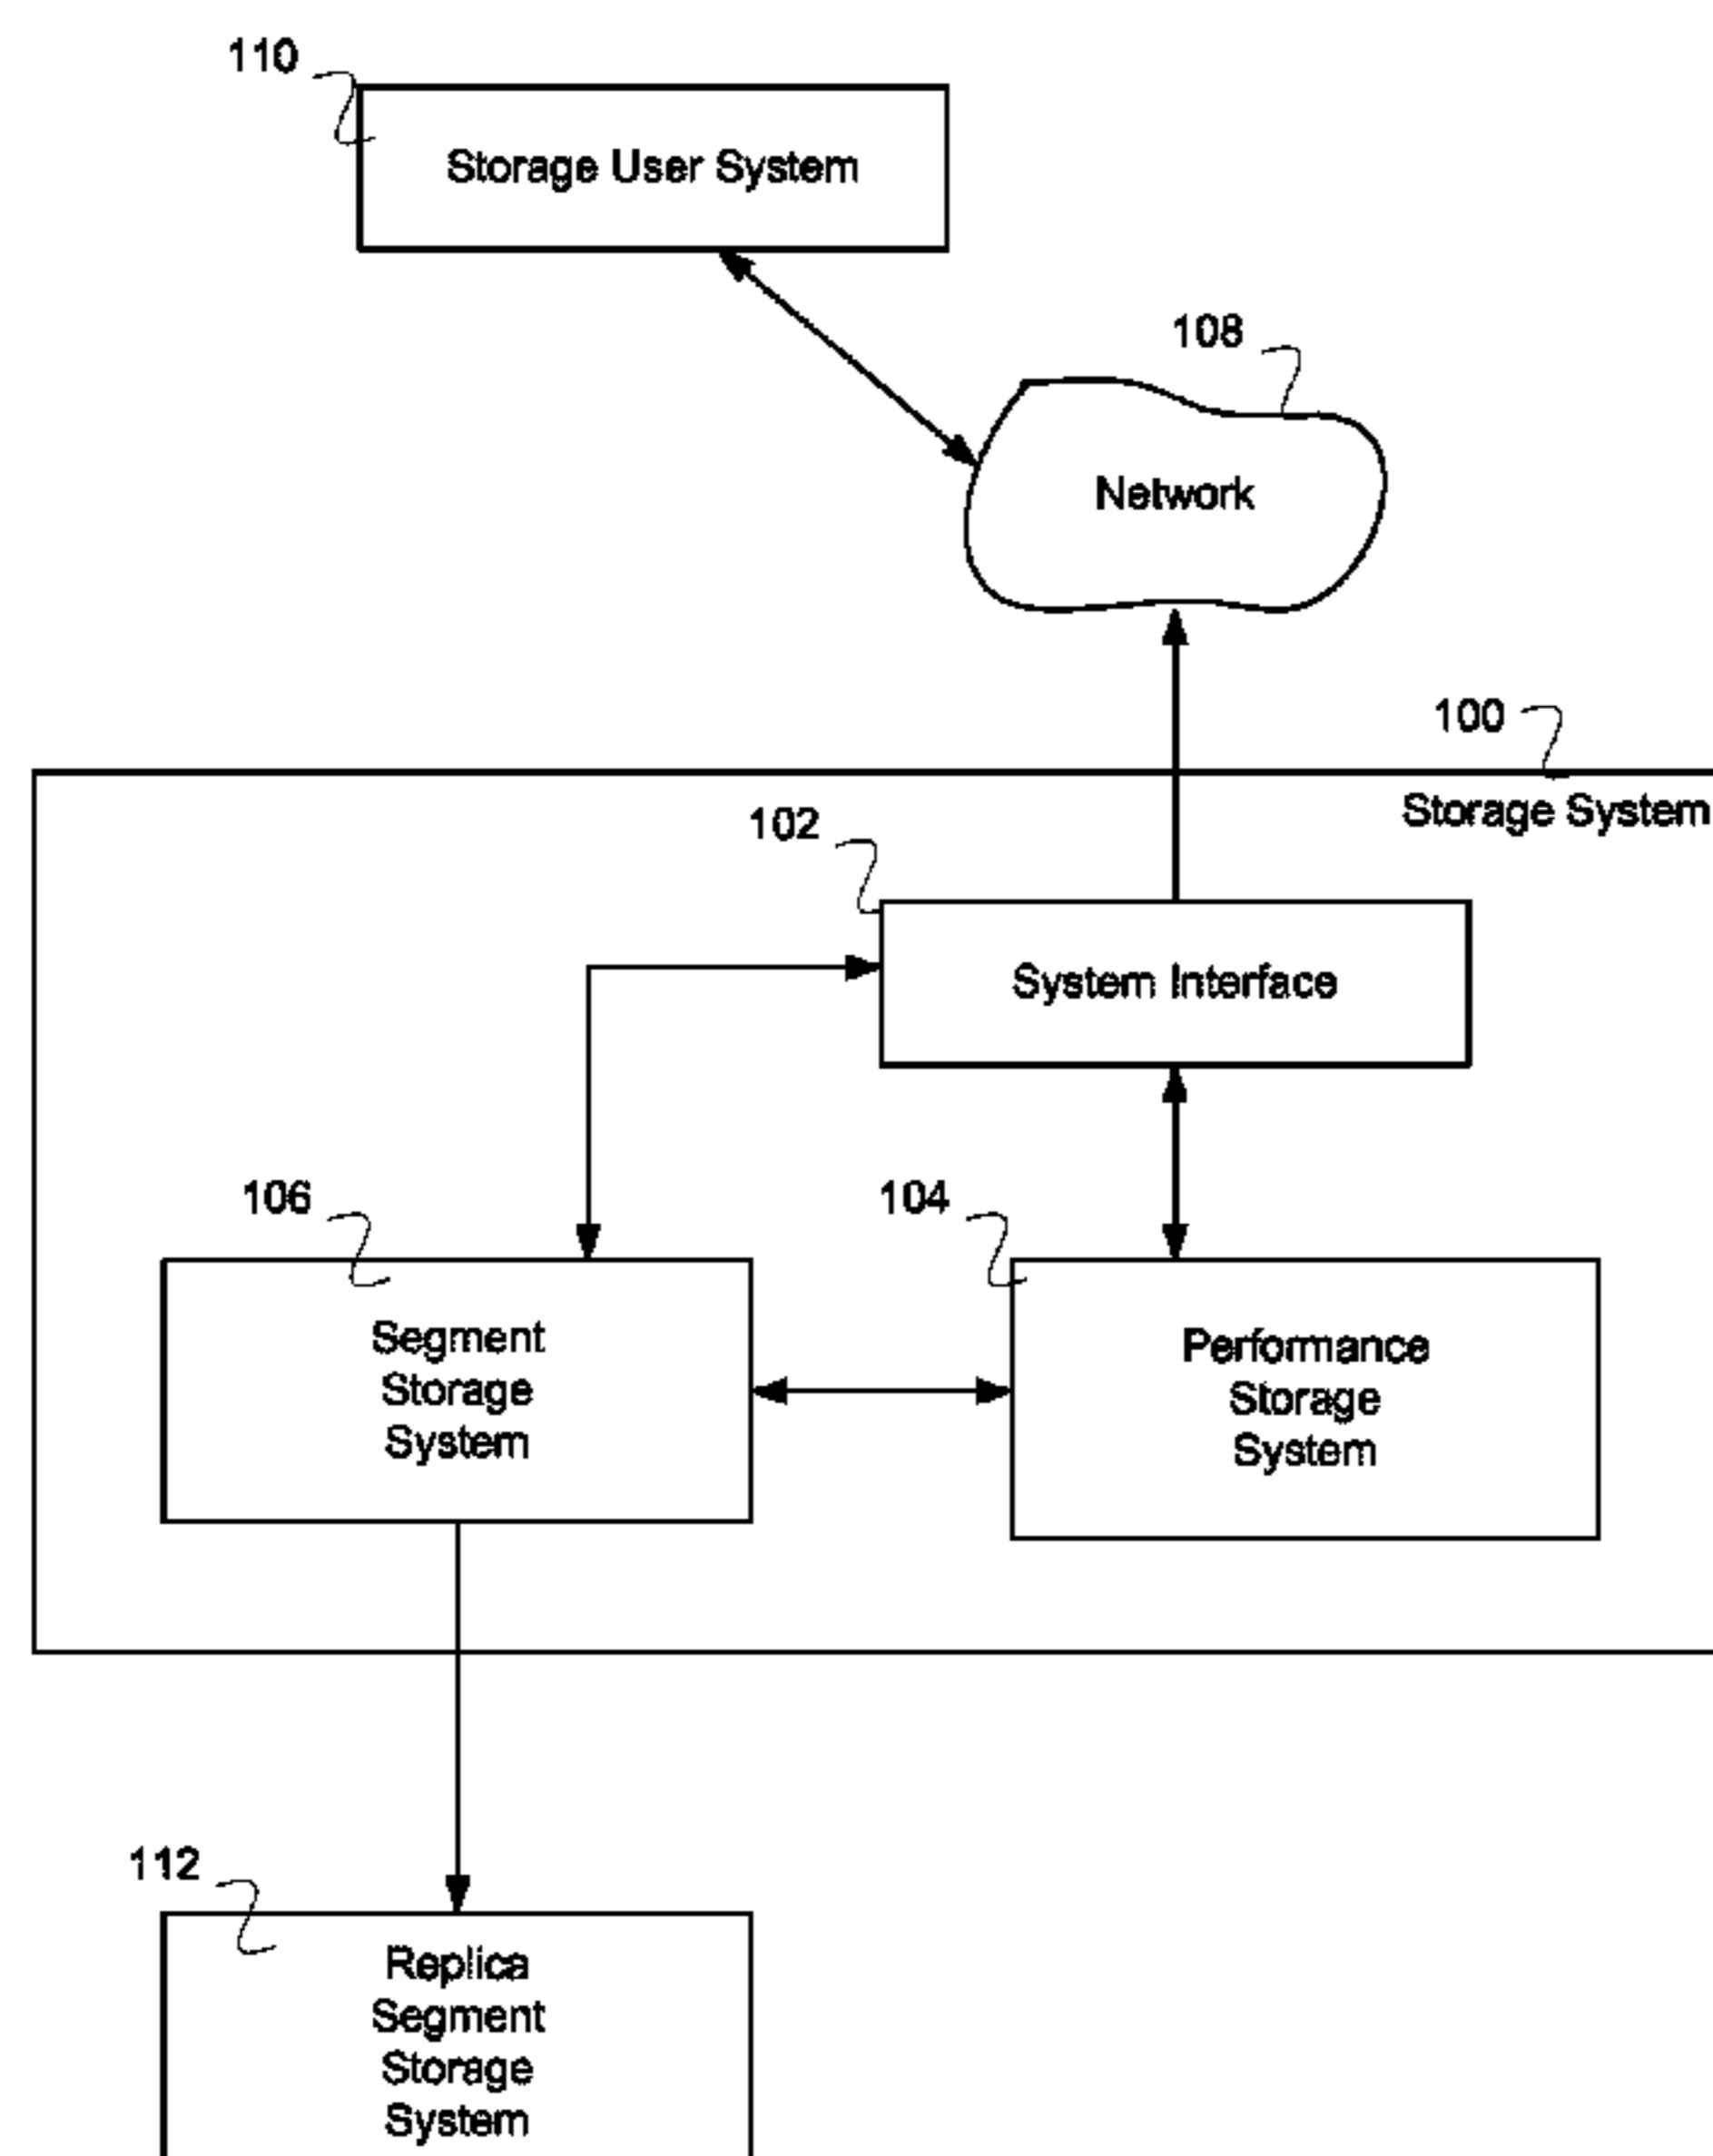 110
Storage User System
108
Network
100
Storage System
102
System Interface
106
104
Segment
Storage
System
Performance
Storage
System
112
Replica
Segment
Storage
System